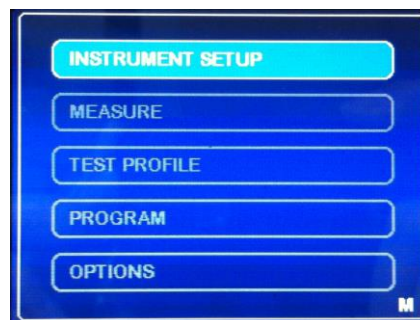 INSTRUMENT SETUP
MEASURE
TEST PROFILE
PROGRAM
OPTIONS
M